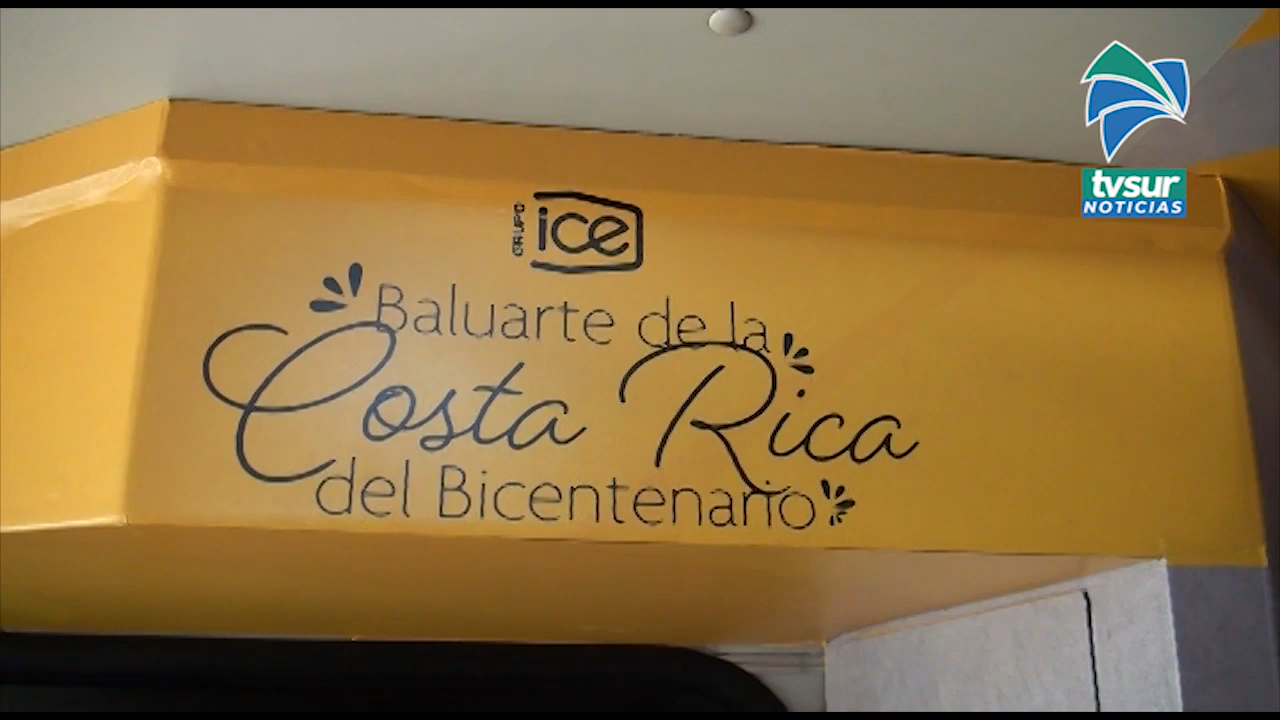 GRUPO ice
Baluarte de la
Costa Rica
del Bicentenario
tvsur
NOTICIAS